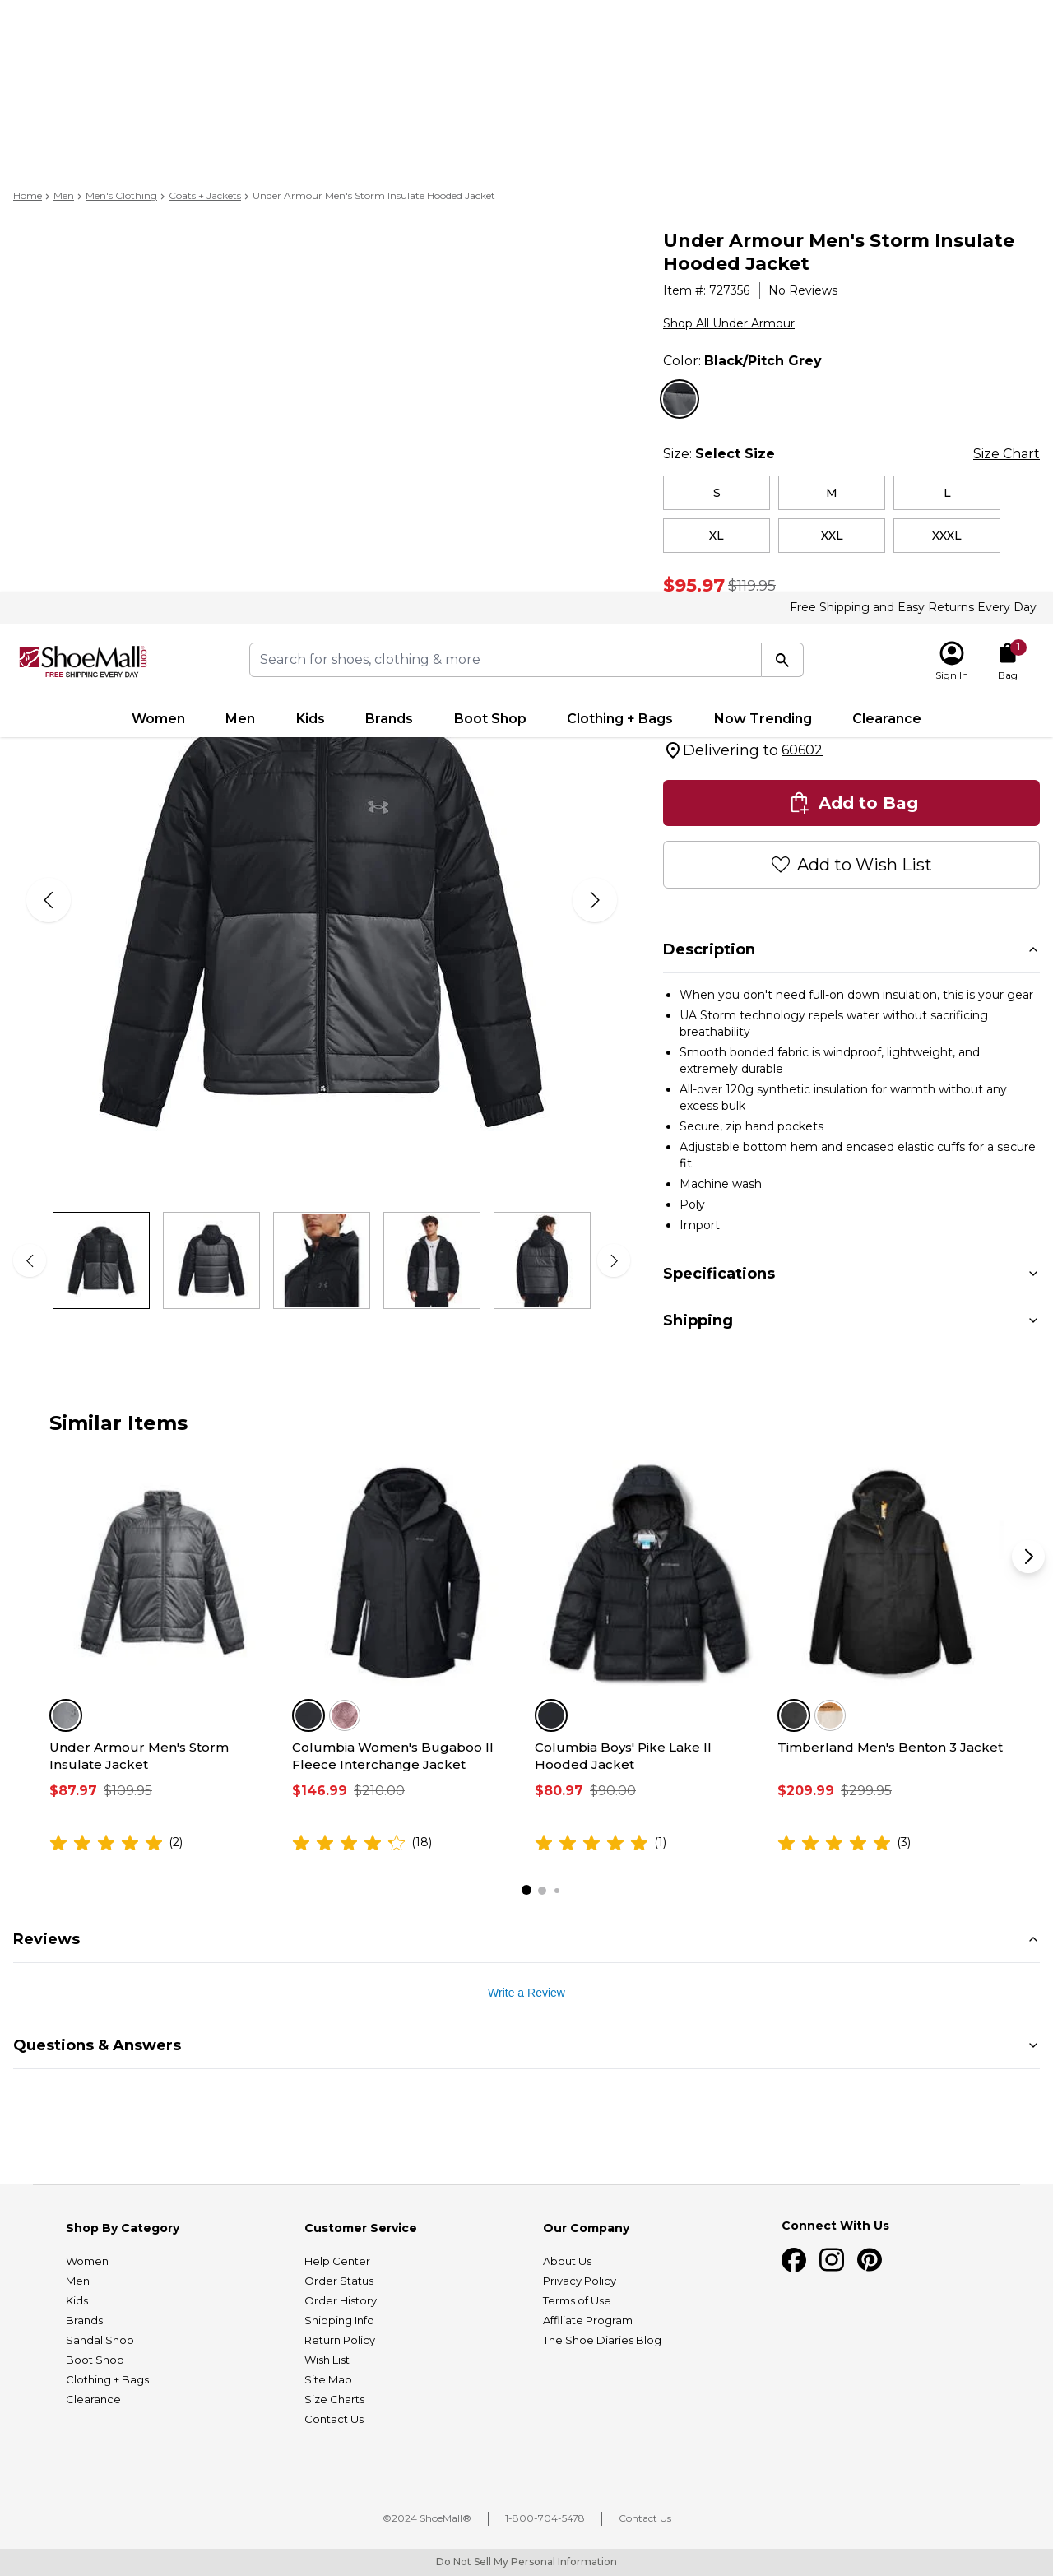 Home
Men
Men's Clothing
Coats + Jackets
Under Armour Men's Storm Insulate Hooded Jacket
Under Armour Men's Storm Insulate
Hooded Jacket
Item #: 727356
No Reviews
Shop All Under Armour
Color: Black/Pitch Grey
Size: Select Size
Size Chart
S
M
L
XL
XXL
XXXL
$95.97 $119.95
Free Shipping and Easy Returns Every Day
ShoeMall.com
FREE SHIPPING EVERY DAY
Search for shoes, clothing & more
Sign In
1
Bag
Women
Men
Kids
Brands
Boot Shop
Clothing + Bags
Now Trending
Clearance
Delivering to 60602
Add to Bag
Add to Wish List
Description
When you don't need full-on down insulation, this is your gear
UA Storm technology repels water without sacrificing
breathability
Smooth bonded fabric is windproof, lightweight, and
extremely durable
All-over 120g synthetic insulation for warmth without any
excess bulk
Secure, zip hand pockets
Adjustable bottom hem and encased elastic cuffs for a secure
fit
Machine wash
Poly
Import
Specifications
Shipping
Similar Items
Under Armour Men's Storm
Insulate Jacket
$87.97 $109.95
(2)
Columbia Women's Bugaboo II
Fleece Interchange Jacket
$146.99 $210.00
(18)
Columbia Boys' Pike Lake II
Hooded Jacket
$80.97 $90.00
(1)
Timberland Men's Benton 3 Jacket
$209.99 $299.95
(3)
Reviews
Write a Review
Questions & Answers
Shop By Category
Women
Men
Kids
Brands
Sandal Shop
Boot Shop
Clothing + Bags
Clearance
Customer Service
Help Center
Order Status
Order History
Shipping Info
Return Policy
Wish List
Site Map
Size Charts
Contact Us
Our Company
About Us
Privacy Policy
Terms of Use
Affiliate Program
The Shoe Diaries Blog
Connect With Us
©2024 ShoeMall®
1-800-704-5478
Contact Us
Do Not Sell My Personal Information